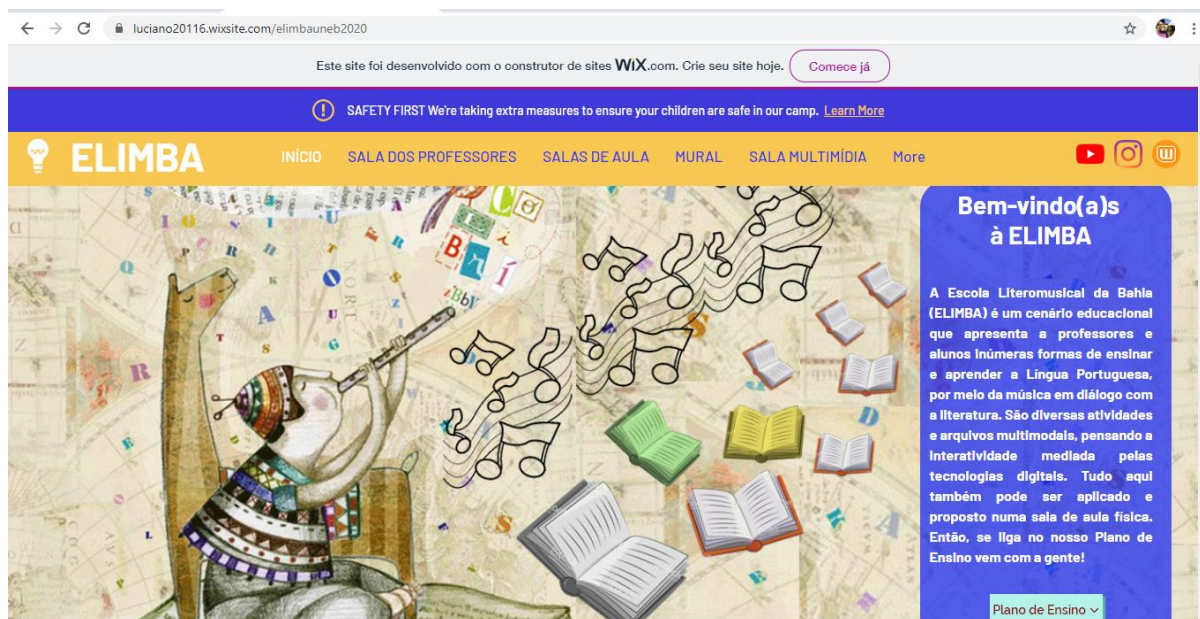 luciano20116.wixsite.com/elimbauneb2020
Este site foi desenvolvido com o construtor de sites WiX.com. Crie seu site hoje. Comece já
SAFETY FIRST We're taking extra measures to ensure your children are safe in our camp. Learn More
ELIMBA INÍCIO SALA DOS PROFESSORES SALAS DE AULA MURAL SALA MULTIMÍDIA More
Bem-vindo(a)s
à ELIMBA
A Escola Literomusical da Bahia
(ELIMBA) é um cenário educacional
que apresenta a professores e
alunos inúmeras formas de ensinar
e aprender a Língua Portuguesa,
por meio da música em diálogo com
a literatura. São diversas atividades
e arquivos multimodais, pensando a
interatividade mediada pelas
tecnologias digitais. Tudo aqui
também pode ser aplicado e
proposto numa sala de aula física.
Então, se liga no nosso Plano de
Ensino vem com a gente!
Plano de Ensino